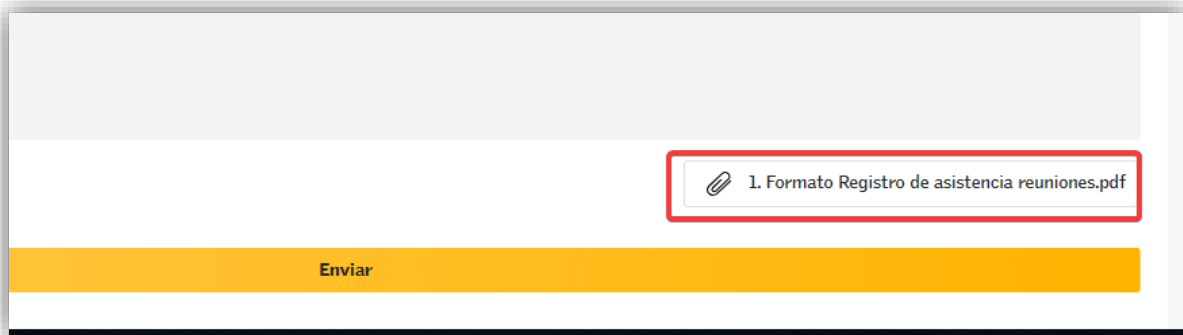 1. Formato Registro de asistencia reuniones.pdf
Enviar